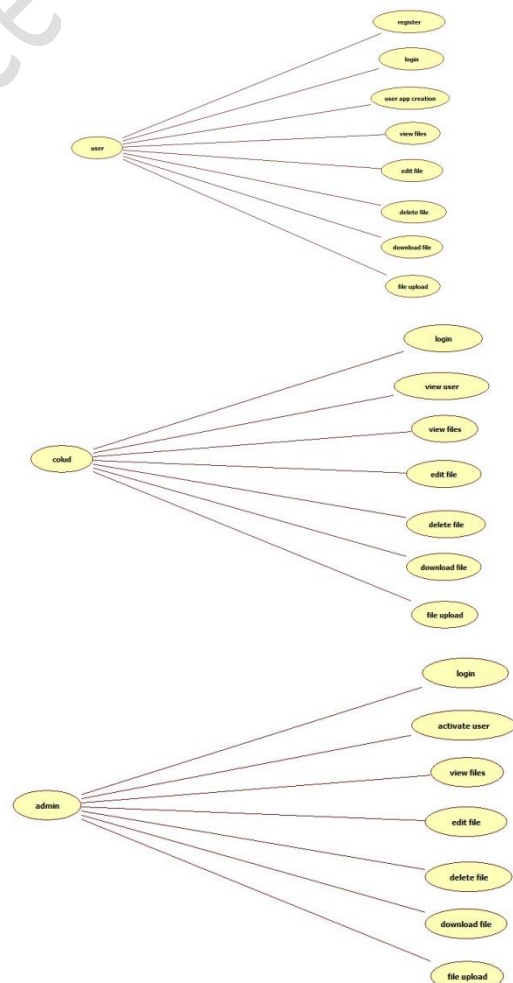 register
login
user app creation
user
view files
edit file
delete file
download file
file upload
login
view user
view files
colud
edit file
delete file
download file
file upload
login
activate user
view files
admin
edit file
delete file
download file
file upload